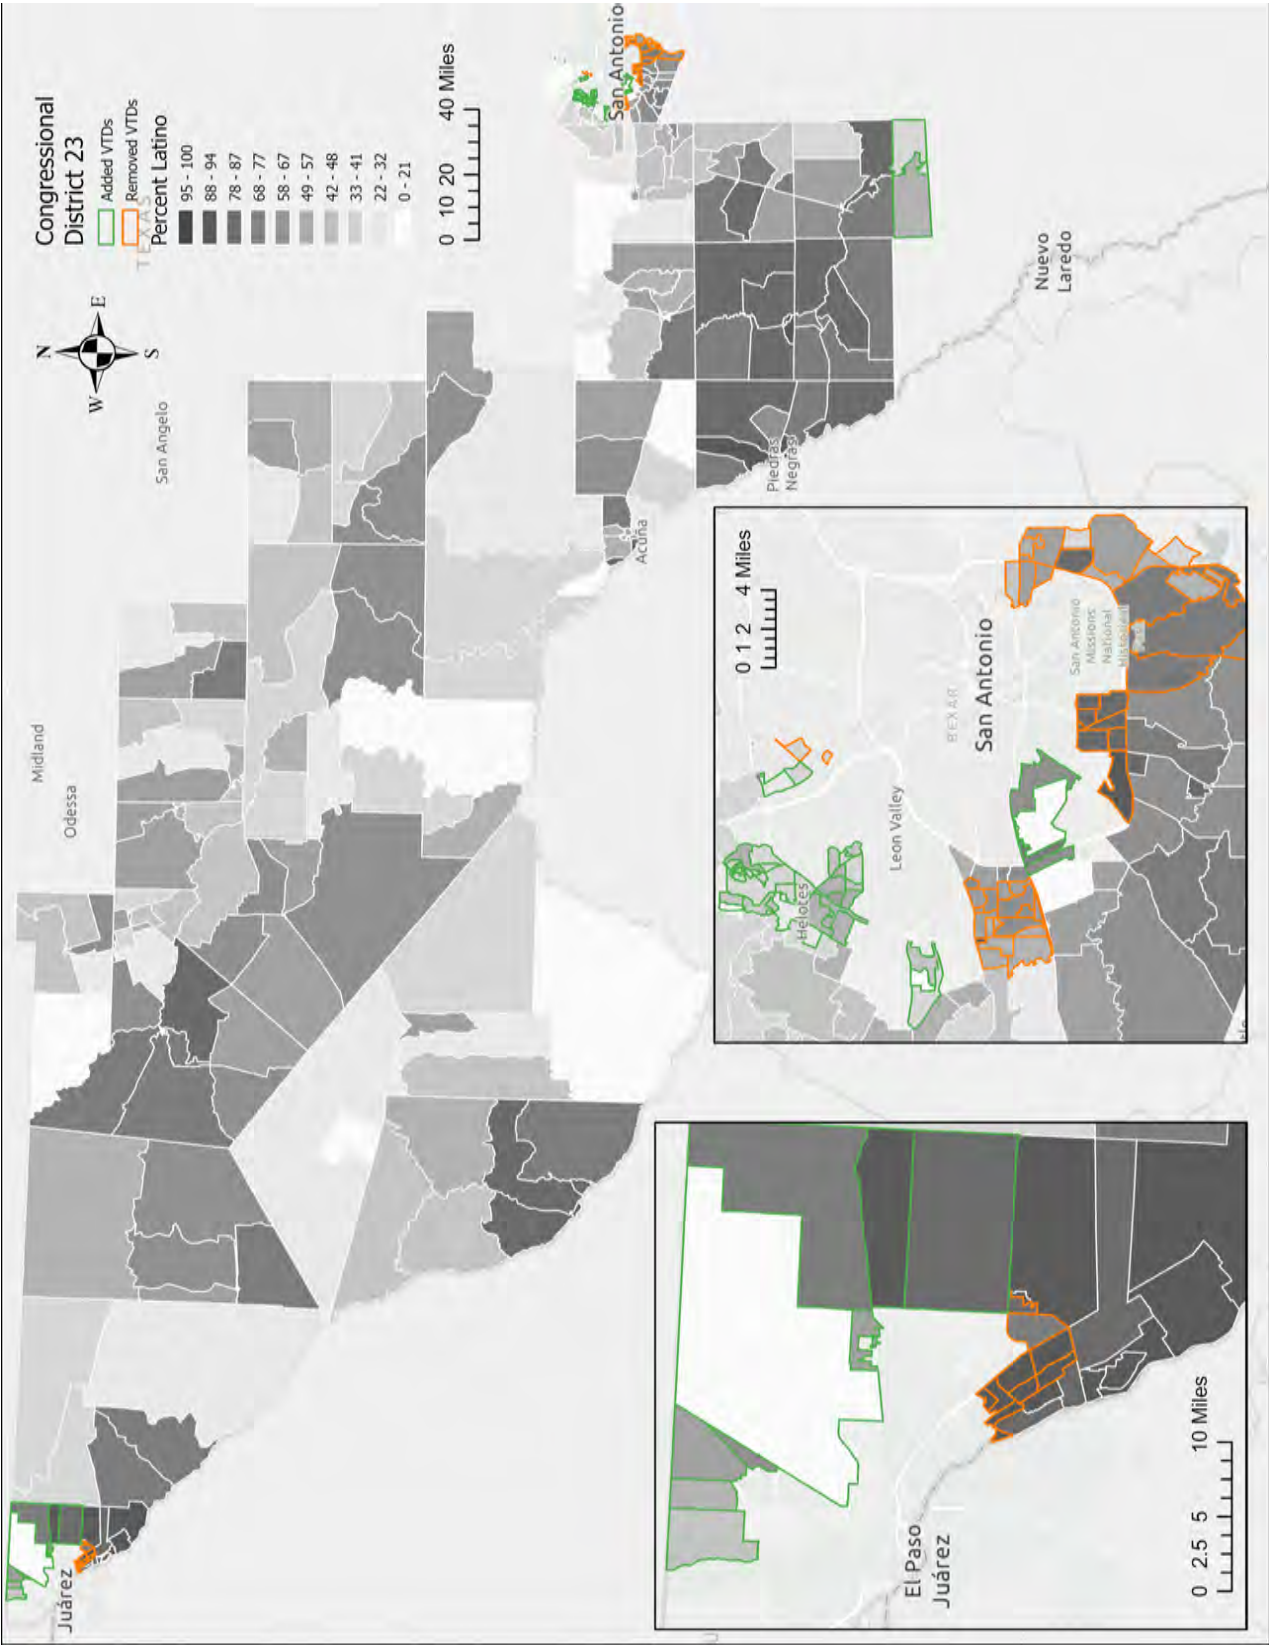 Congressional
District 23
Added VTDs
Removed VTDs
TEXAS
Percent Latino
95 - 100
88 - 94
78 - 87
68 - 77
58 - 67
49 - 57
42 - 48
33 - 41
22 - 32
0 - 21
0 10 20 40 Miles
N
W
E
S
Midland
Odessa
San Angelo
San Antonio
Juárez
Acuña
Piedras
Negras
Nuevo
Laredo
El Paso
Juárez
0 2.5 5 10 Miles
0 1 2 4 Miles
Helotes
Leon Valley
BEXAR
San Antonio
San Antonio
Missions
National